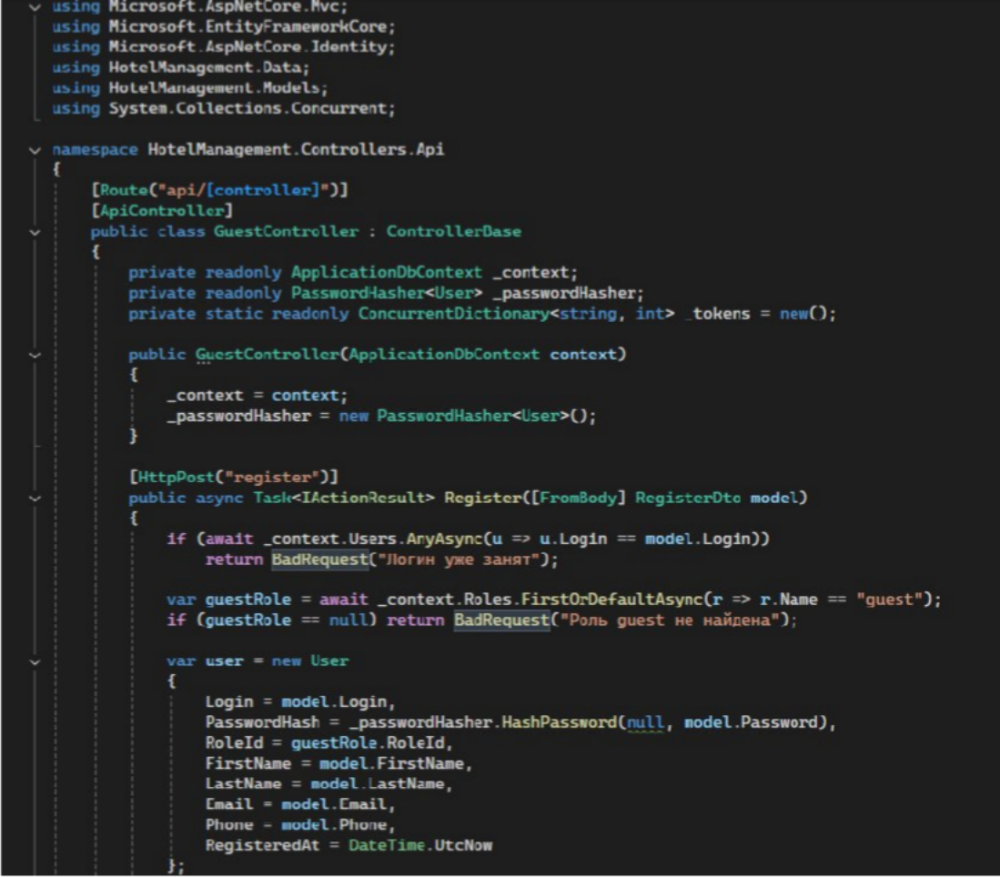 using Microsoft.AspNetCore.Mvc;
using Microsoft.EntityFrameworkCore;
using Microsoft.AspNetCore.Identity;
using HotelManagement.Data;
using HotelManagement.Models;
using System.Collections.Concurrent;
namespace HotelManagement.Controllers.Api
{
[Route("api/[controller]")]
[ApiController]
public class GuestController : ControllerBase
{
private readonly ApplicationDbContext _context;
private readonly PasswordHasher<User> _passwordHasher;
private static readonly ConcurrentDictionary<string, int> _tokens = new();
public GuestController(ApplicationDbContext context)
{
_context = context;
_passwordHasher = new PasswordHasher<User>();
}
[HttpPost("register")]
public async Task<IActionResult> Register([FromBody] RegisterDto model)
{
if (await _context.Users.AnyAsync(u => u.Login == model.Login))
return BadRequest("Логин уже занят");
var guestRole = await _context.Roles.FirstOrDefaultAsync(r => r.Name == "guest");
if (guestRole == null) return BadRequest("Роль guest не найдена");
var user = new User
{
Login = model.Login,
PasswordHash = _passwordHasher.HashPassword(null, model.Password),
RoleId = guestRole.RoleId,
FirstName = model.FirstName,
LastName = model.LastName,
Email = model.Email,
Phone = model.Phone,
RegisteredAt = DateTime.UtcNow
};